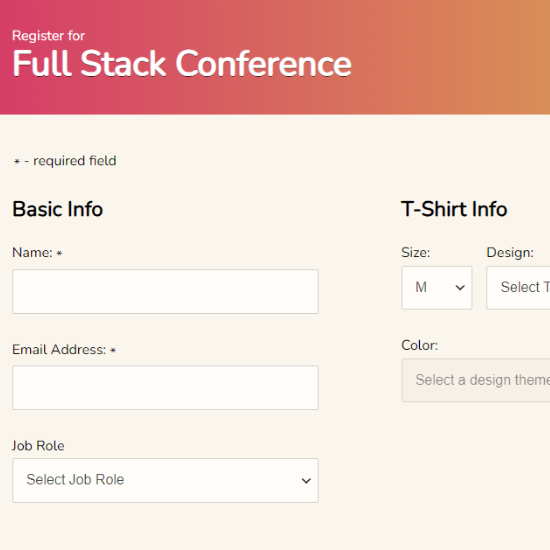 Register for
Full Stack Conference
* - required field
Basic Info
Name: *
Email Address: *
Job Role
Select Job Role
T-Shirt Info
Size:
Design:
M
Select T
Color:
Select a design theme